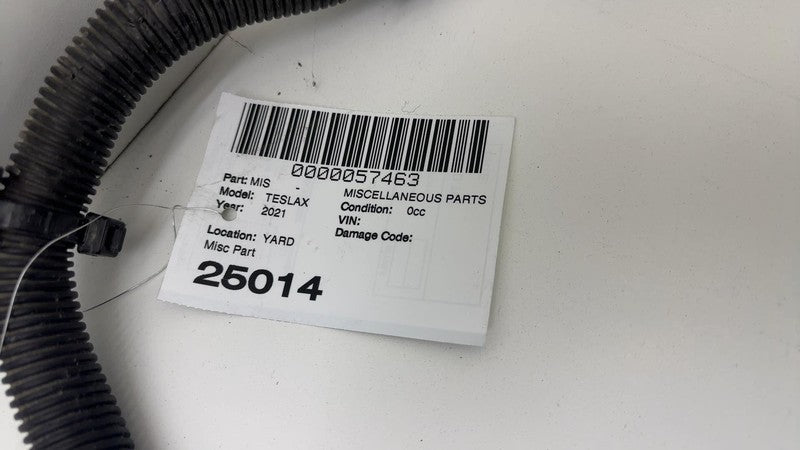 0000057463
Part: MIS MISCELLANEOUS PARTS
Model: TESLAX Condition: 0cc
Year: 2021 VIN:
Location: YARD Damage Code:
Misc Part
25014